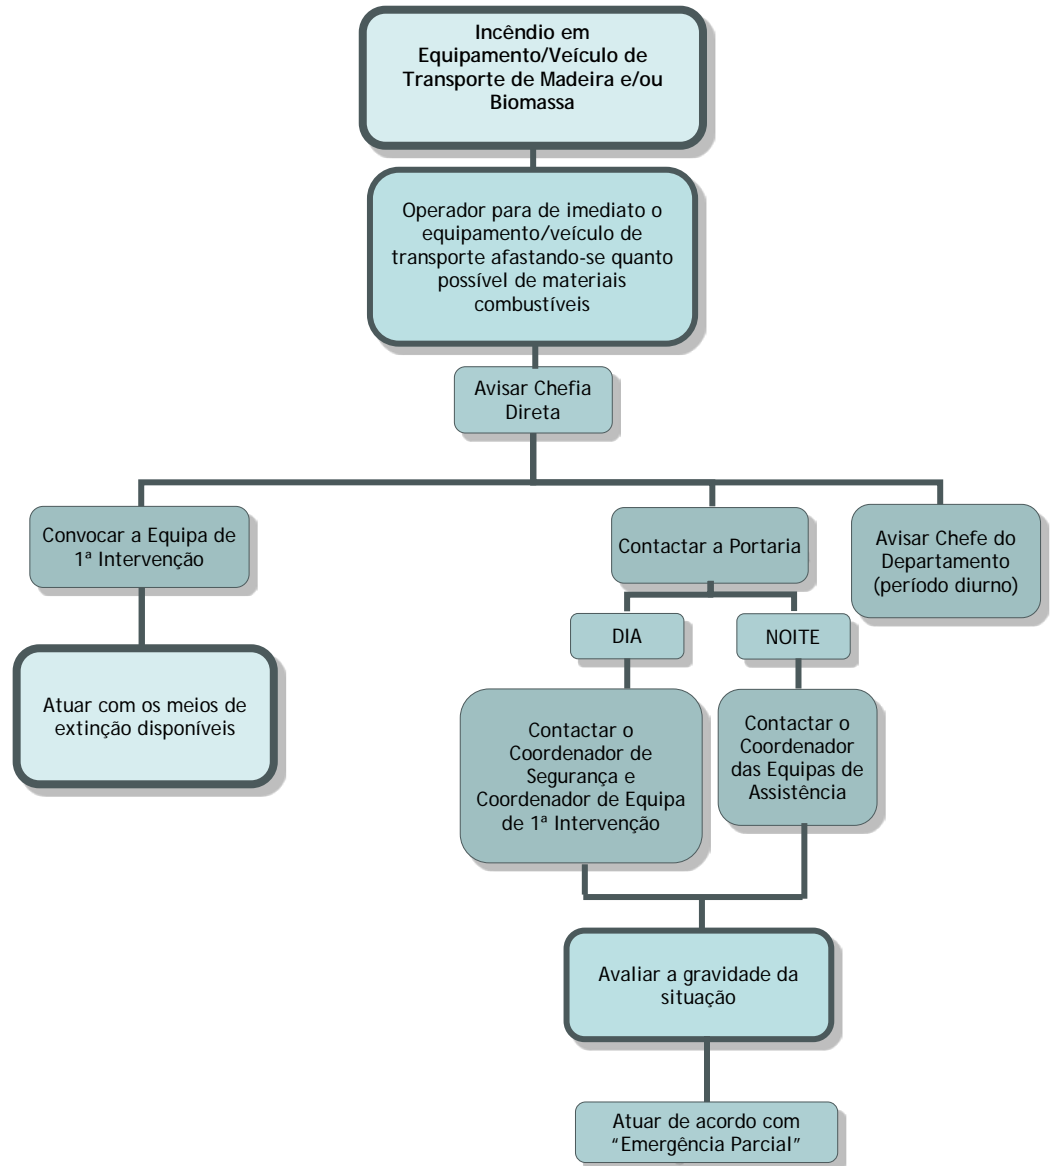 Incêndio em
Equipamento/Veículo de
Transporte de Madeira e/ou
Biomassa
Operador para de imediato o
equipamento/veículo de
transporte afastando-se quanto
possível de materiais
combustíveis
Avisar Chefia
Direta
Convocar a Equipa de
1ª Intervenção
Atuar com os meios de
extinção disponíveis
Contactar a Portaria
Avisar Chefe do
Departamento
(período diurno)
DIA
NOITE
Contactar o
Coordenador de
Segurança e
Coordenador de Equipa
de 1ª Intervenção
Contactar o
Coordenador
das Equipas de
Assistência
Avaliar a gravidade da
situação
Atuar de acordo com
“Emergência Parcial”